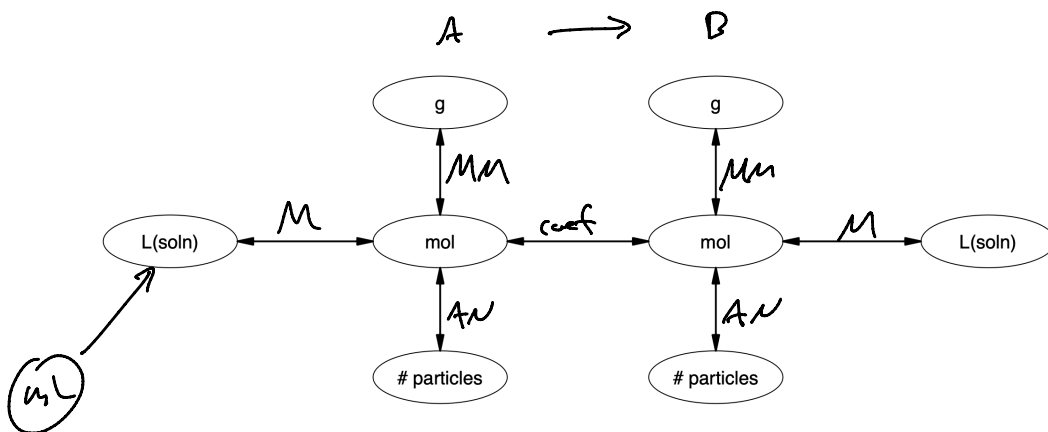 A B
g g
MM MM
M coef M
L(soln) mol mol L(soln)
AN AN
mL
# particles # particles